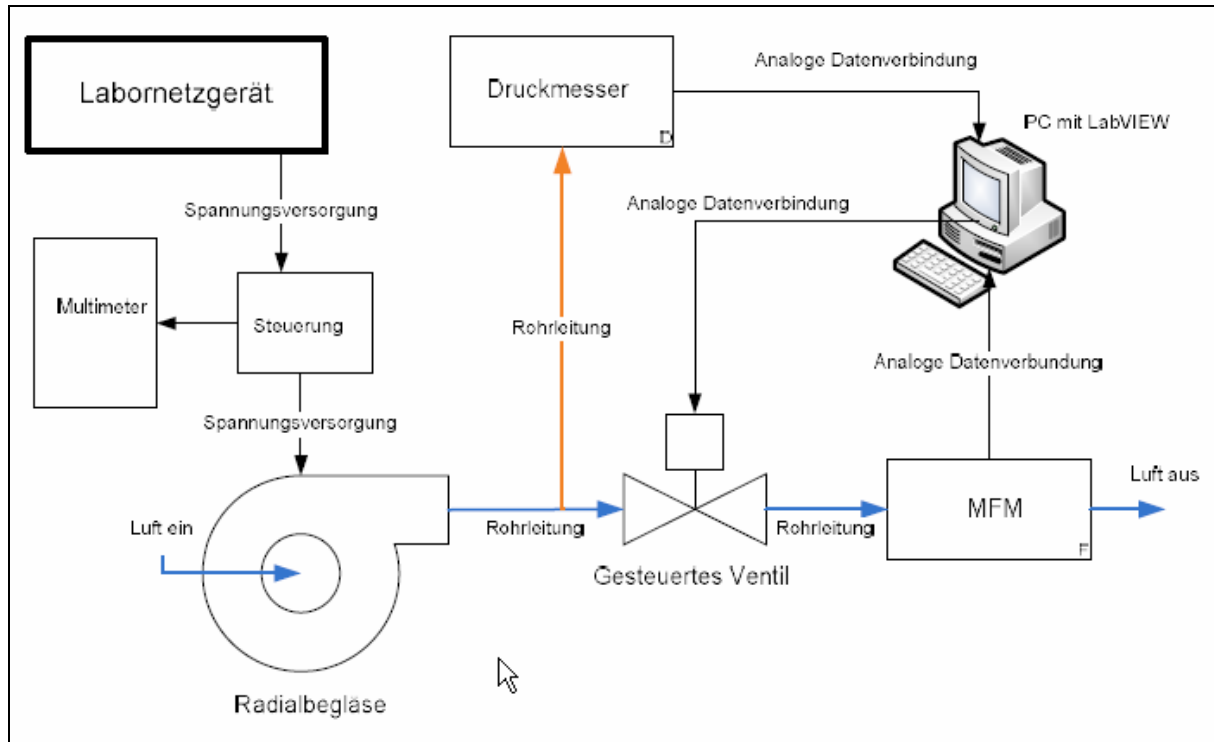 Labornetzgerät
Druckmesser
D
Analoge Datenverbindung
PC mit LabVIEW
Spannungsversorgung
Analoge Datenverbindung
Multimeter
Steuerung
Rohrleitung
Analoge Datenverbundung
Spannungsversorgung
Luft ein
Rohrleitung
Rohrleitung
MFM
F
Luft aus
Gesteuertes Ventil
Radialbegläse